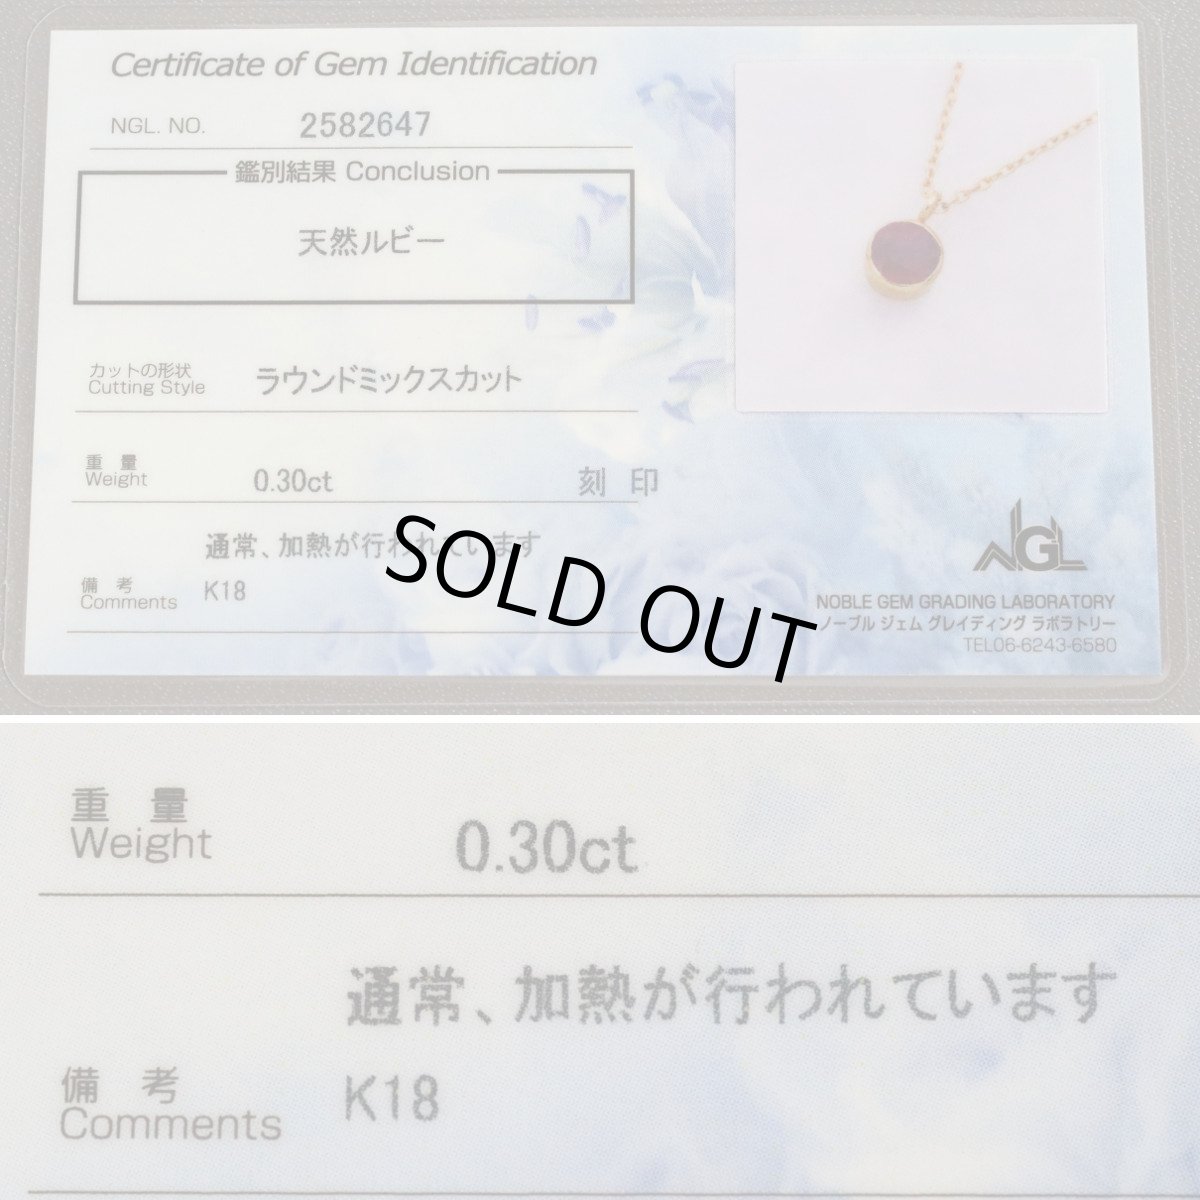 Certificate of Gem Identification
NGL. NO. 2582647
鑑別結果 Conclusion
天然ルビー
カットの形状
Cutting Style ラウンドミックスカット
重量
Weight 0.30ct 刻印
通常、加熱が行われています
備考
Comments K18
NGL
NOBLE GEM GRADING LABORATORY
ノーブル ジェム グレイディング ラボラトリー
TEL06-6243-6580
SOLD OUT
重量
Weight 0.30ct
通常、加熱が行われています
備考
Comments K18